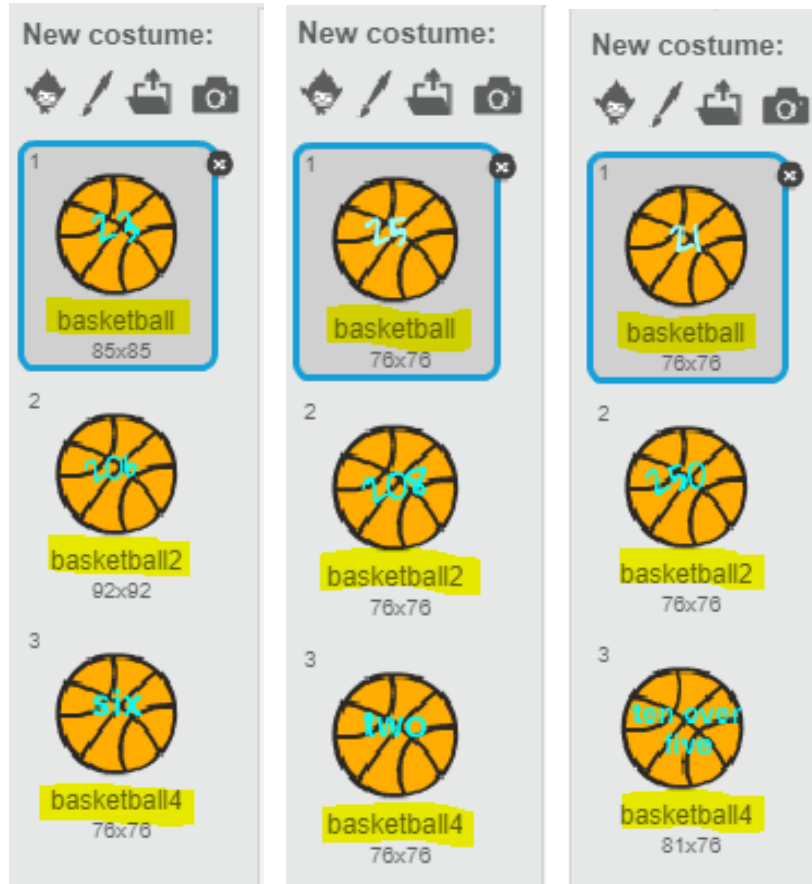 New costume:
1
23
basketball
85x85
2
206
basketball2
92x92
3
six
basketball4
76x76
New costume:
1
25
basketball
76x76
2
208
basketball2
76x76
3
two
basketball4
76x76
New costume:
1
21
basketball
76x76
2
250
basketball2
76x76
3
ten over
five
basketball4
81x76